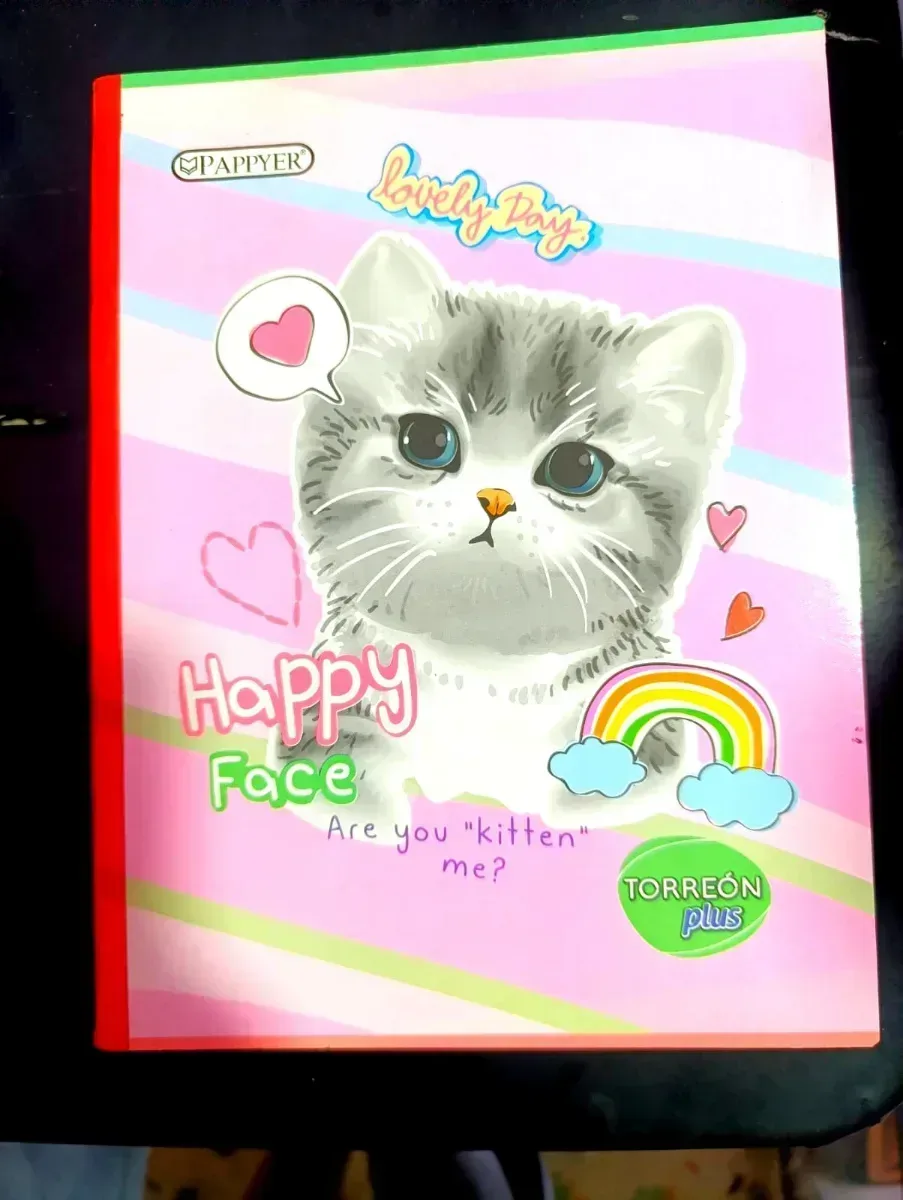 PAPPYER®
lovely Day.
Happy
Face
Are you "kitten"
me?
TORREÓN
plus